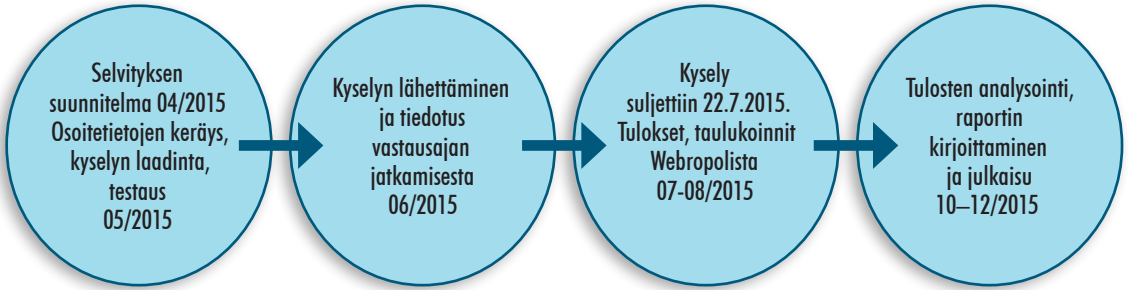 Selvityksen
suunnitelma 04/2015
Osoitetietojen keräys,
kyselyn laadinta,
testaus
05/2015
Kyselyn lähettäminen
ja tiedotus
vastausajan
jatkamisesta
06/2015
Kysely
suljettiin 22.7.2015.
Tulokset, taulukoinnit
Webropolista
07-08/2015
Tulosten analysointi,
raportin
kirjoittaminen
ja julkaisu
10–12/2015